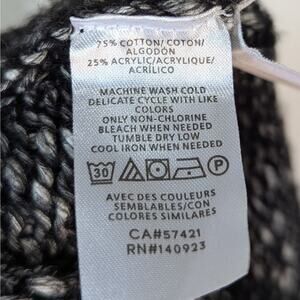 75% COTTON/ COTON/
ALGODÓN
25% ACRYLIC/ACRYLIQUE/
ACRÍLICO
MACHINE WASH COLD
DELICATE CYCLE WITH LIKE
COLORS
ONLY NON-CHLORINE
BLEACH WHEN NEEDED
TUMBLE DRY LOW
COOL IRON WHEN NEEDED
30 P
AVEC DES COULEURS
SEMBLABLES/CON
COLORES SIMILARES
CA#57421
RN#140923